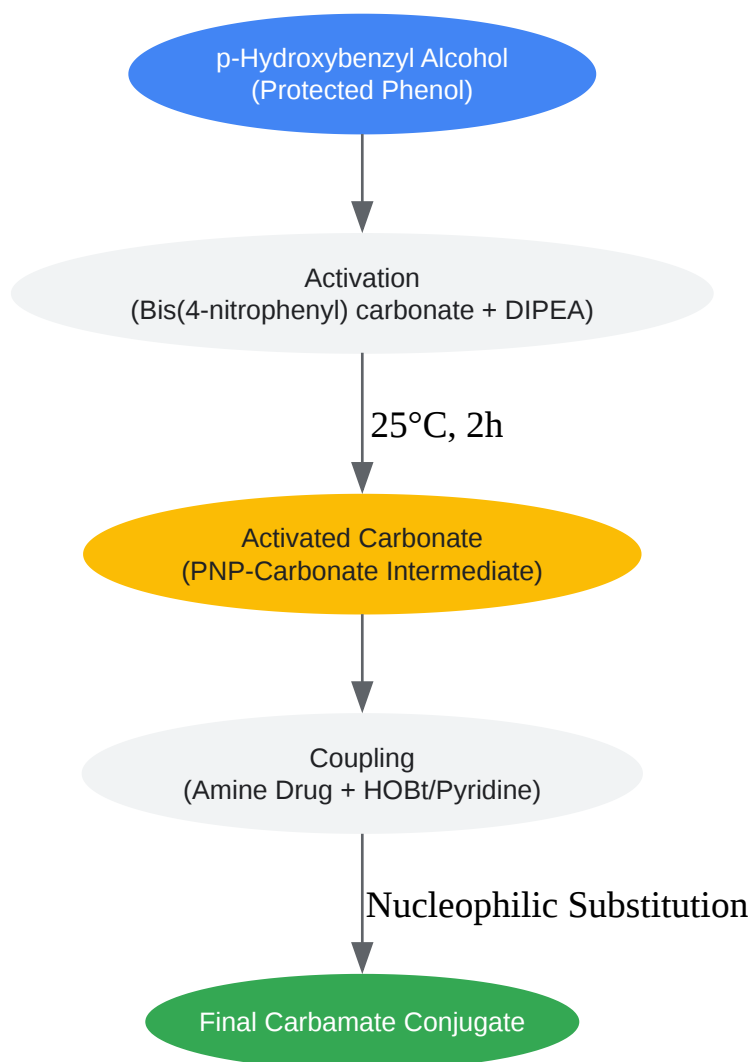 p-Hydroxybenzyl Alcohol
(Protected Phenol)
Activation
(Bis(4-nitrophenyl) carbonate + DIPEA)
25°C, 2h
Activated Carbonate
(PNP-Carbonate Intermediate)
Coupling
(Amine Drug + HOBt/Pyridine)
Nucleophilic Substitution
Final Carbamate Conjugate